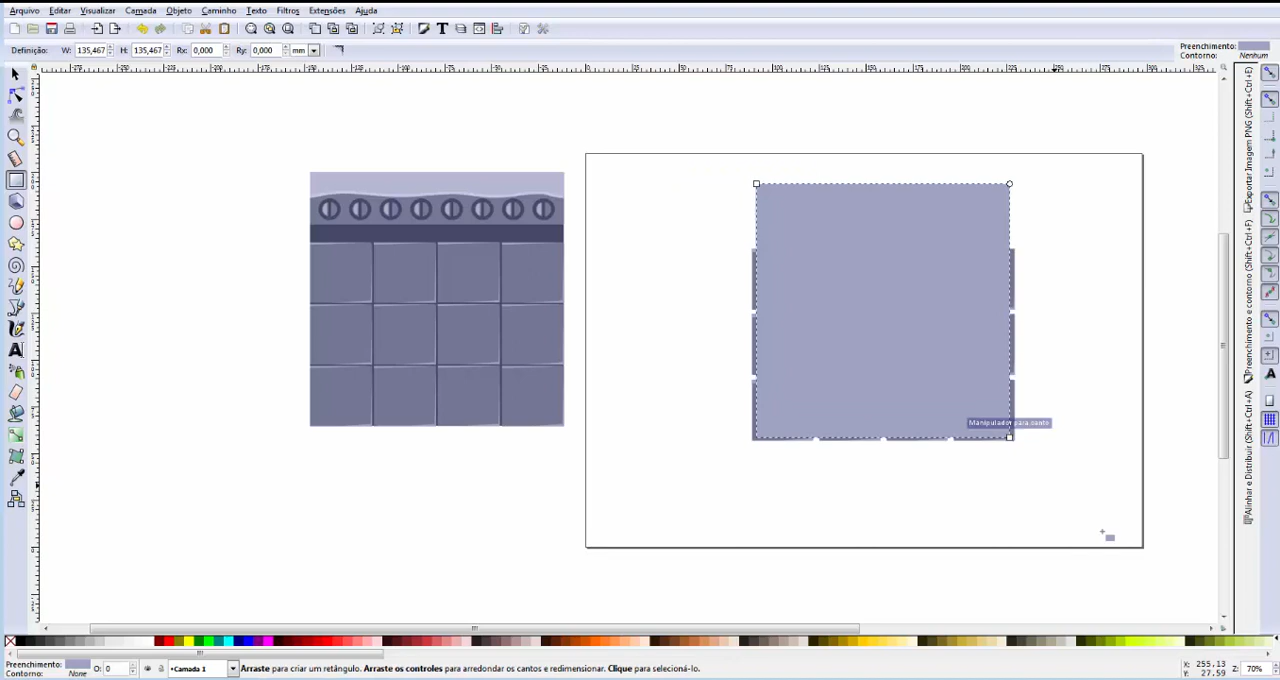 Arquivo Editar Visualizar Camada Objeto Caminho Texto Filtros Extensões Ajuda
Definição: W: 135,467 H: 135,467 Rx: 0,000 Ry: 0,000 mm
Preenchimento:
Contorno: Nenhum
Exportar Imagem PNG (Shift+Ctrl+E)
Preenchimento e contorno (Shift+Ctrl+F)
Alinhar e Distribuir (Shift+Ctrl+A)
Manipulador para canto
Preenchimento:
Contorno: None
O: 0
•Camada 1
Arraste para criar um retângulo. Arraste os controles para arredondar os cantos e redimensionar. Clique para selecioná-lo.
X: 255.13
Y: 27.59
Z: 70%